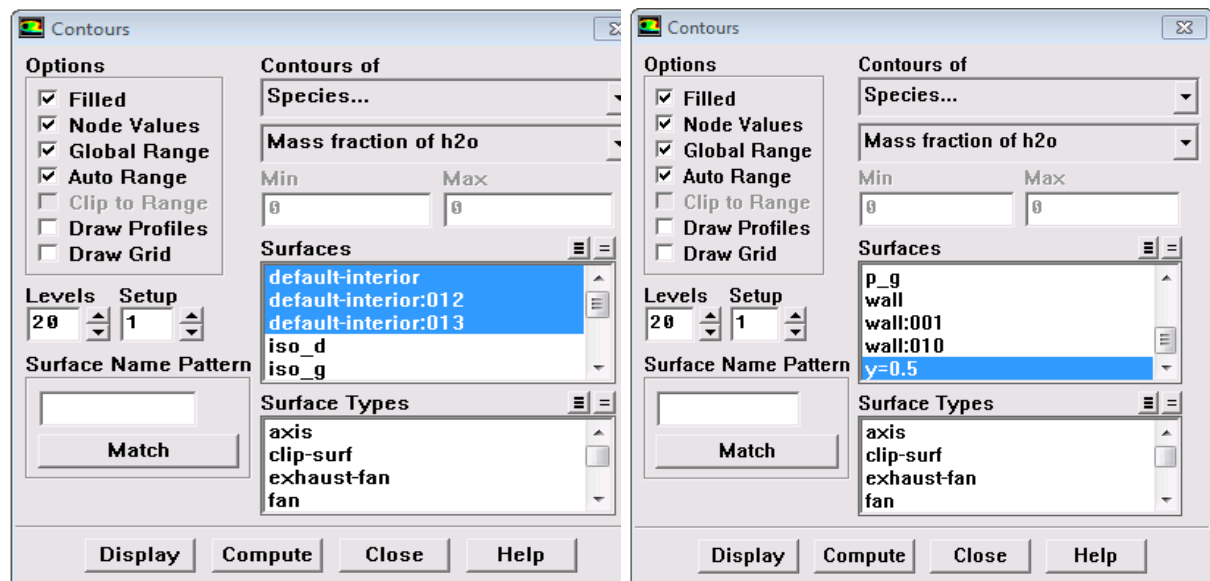 Contours
Options
Contours of
Filled
Species...
Node Values
Global Range
Mass fraction of h2o
Auto Range
Min Max
Clip to Range
0 0
Draw Profiles
Draw Grid
Surfaces
default-interior
default-interior:012
default-interior:013
iso_d
iso_g
Levels Setup
20 1
Surface Name Pattern
Match
Surface Types
axis
clip-surf
exhaust-fan
fan
Display Compute Close Help
Contours
Options
Contours of
Filled
Species...
Node Values
Global Range
Mass fraction of h2o
Auto Range
Min Max
Clip to Range
0 0
Draw Profiles
Draw Grid
Surfaces
p_g
wall
wall:001
wall:010
y=0.5
Levels Setup
20 1
Surface Name Pattern
Match
Surface Types
axis
clip-surf
exhaust-fan
fan
Display Compute Close Help